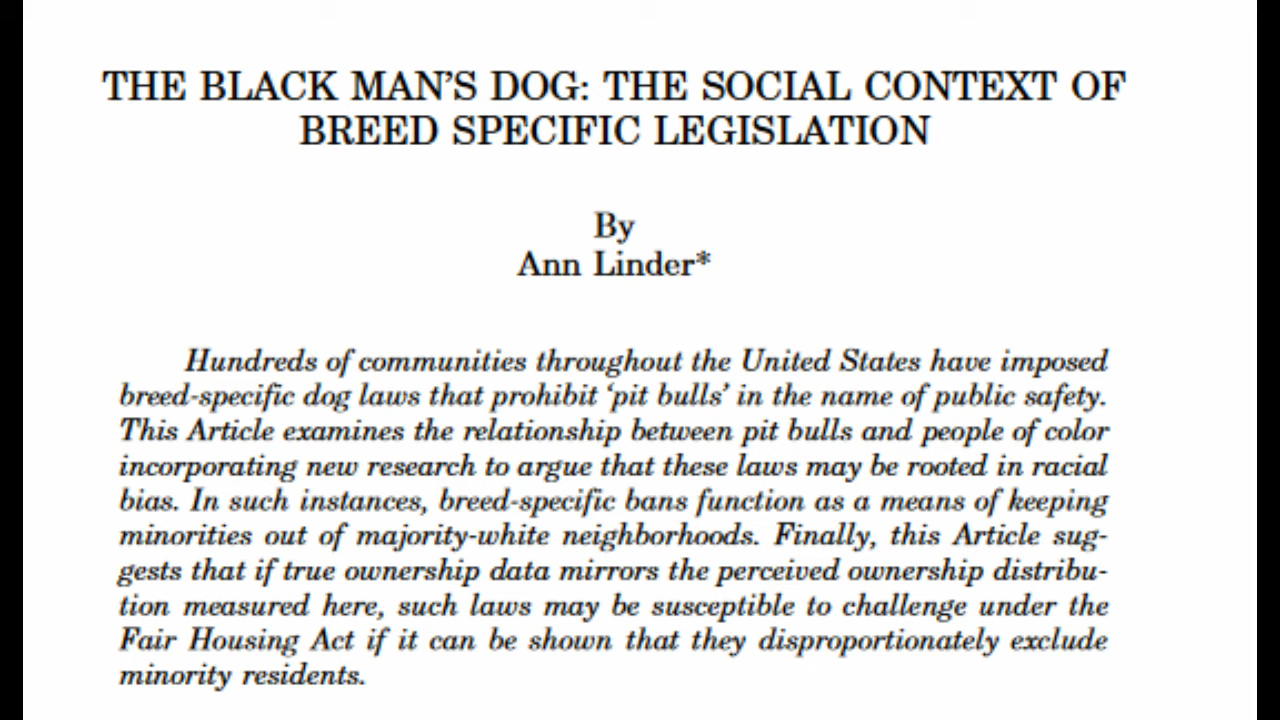 THE BLACK MAN'S DOG: THE SOCIAL CONTEXT OF
BREED SPECIFIC LEGISLATION
By
Ann Linder*
Hundreds of communities throughout the United States have imposed
breed-specific dog laws that prohibit ‘pit bulls’ in the name of public safety.
This Article examines the relationship between pit bulls and people of color
incorporating new research to argue that these laws may be rooted in racial
bias. In such instances, breed-specific bans function as a means of keeping
minorities out of majority-white neighborhoods. Finally, this Article sug-
gests that if true ownership data mirrors the perceived ownership distribu-
tion measured here, such laws may be susceptible to challenge under the
Fair Housing Act if it can be shown that they disproportionately exclude
minority residents.